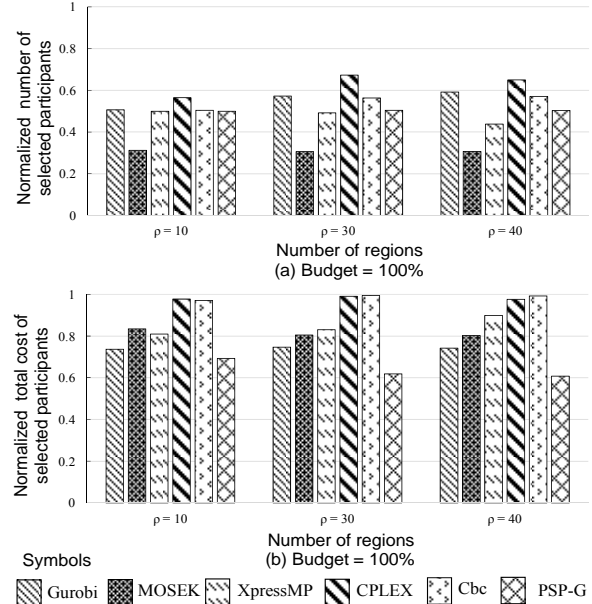 Normalized number of
selected participants
1
0.8
0.6
0.4
0.2
0
ρ = 10
ρ = 30
ρ = 40
Number of regions
(a) Budget = 100%
Normalized total cost of
selected participants
1
0.8
0.6
0.4
0.2
0
ρ = 10
ρ = 30
ρ = 40
Number of regions
(b) Budget = 100%
Symbols
Gurobi
MOSEK
XpressMP
CPLEX
Cbc
PSP-G